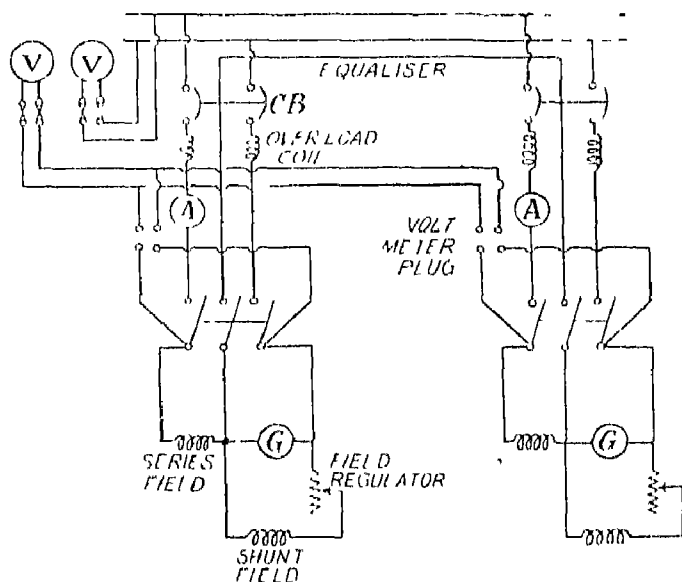 V V
EQUALISER
CB
OVERLOAD
COIL
A
A
VOLT
METER
PLUG
G
G
SERIES
FIELD
FIELD
REGULATOR
SHUNT
FIELD